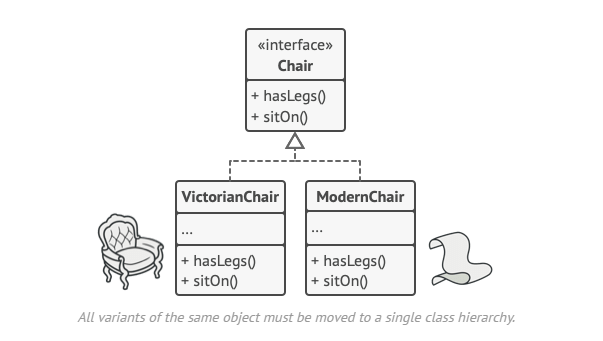 «interface»
Chair
+ hasLegs()
+ sitOn()
VictorianChair
...
+ hasLegs()
+ sitOn()
ModernChair
...
+ hasLegs()
+ sitOn()
All variants of the same object must be moved to a single class hierarchy.